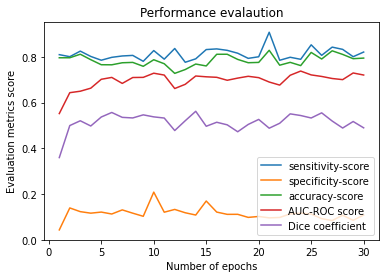 Performance evalaution
Evaluation metrics score
0.8
0.6
0.4
0.2
0.0
sensitivity-score
specificity-score
accuracy-score
AUC-ROC score
Dice coefficient
0 5 10 15 20 25 30
Number of epochs